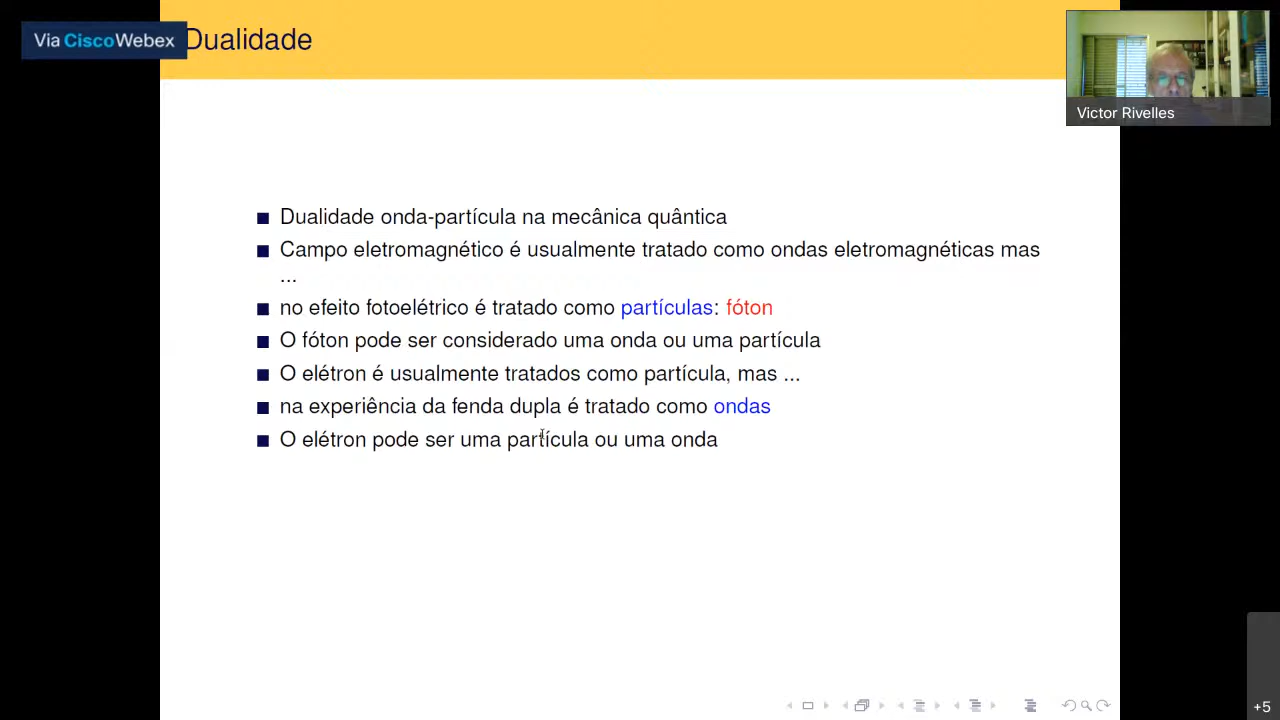 Via CiscoWebex
Dualidade
Victor Rivelles
Dualidade onda-partícula na mecânica quântica
Campo eletromagnético é usualmente tratado como ondas eletromagnéticas mas
...
no efeito fotoelétrico é tratado como partículas: fóton
O fóton pode ser considerado uma onda ou uma partícula
O elétron é usualmente tratados como partícula, mas ...
na experiência da fenda dupla é tratado como ondas
O elétron pode ser uma partícula ou uma onda
+5